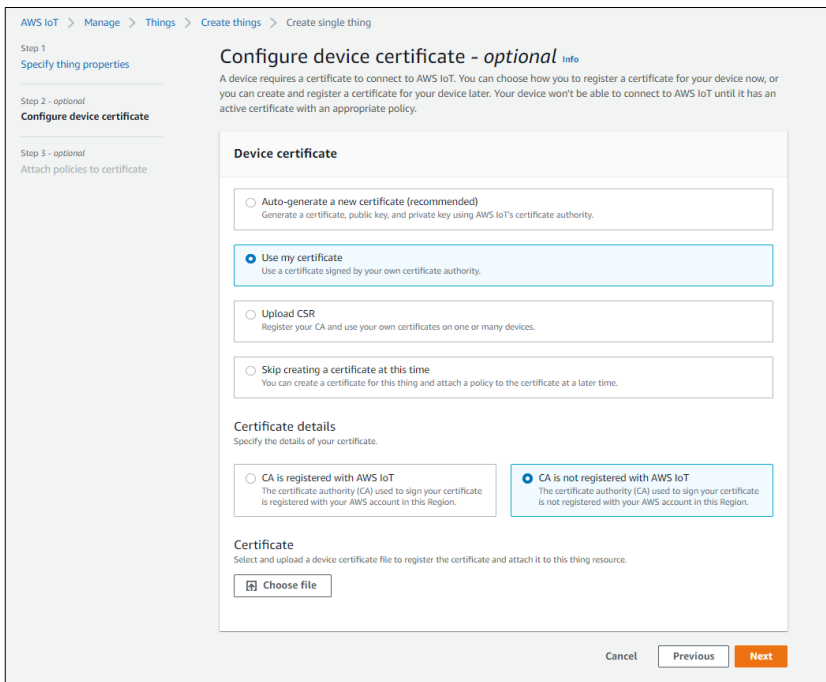 AWS IoT > Manage > Things > Create things > Create single thing
Step 1
Specify thing properties
Step 2 - optional
Configure device certificate
Step 3 - optional
Attach policies to certificate
Configure device certificate - optional Info
A device requires a certificate to connect to AWS IoT. You can choose how you to register a certificate for your device now, or
you can create and register a certificate for your device later. Your device won't be able to connect to AWS IoT until it has an
active certificate with an appropriate policy.
Device certificate
Auto-generate a new certificate (recommended)
Generate a certificate, public key, and private key using AWS IoT's certificate authority.
Use my certificate
Use a certificate signed by your own certificate authority.
Upload CSR
Register your CA and use your own certificates on one or many devices.
Skip creating a certificate at this time
You can create a certificate for this thing and attach a policy to the certificate at a later time.
Certificate details
Specify the details of your certificate.
CA is registered with AWS IoT
The certificate authority (CA) used to sign your certificate
is registered with your AWS account in this Region.
CA is not registered with AWS IoT
The certificate authority (CA) used to sign your certificate
is not registered with your AWS account in this Region.
Certificate
Select and upload a device certificate file to register the certificate and attach it to this thing resource.
Choose file
Cancel Previous Next